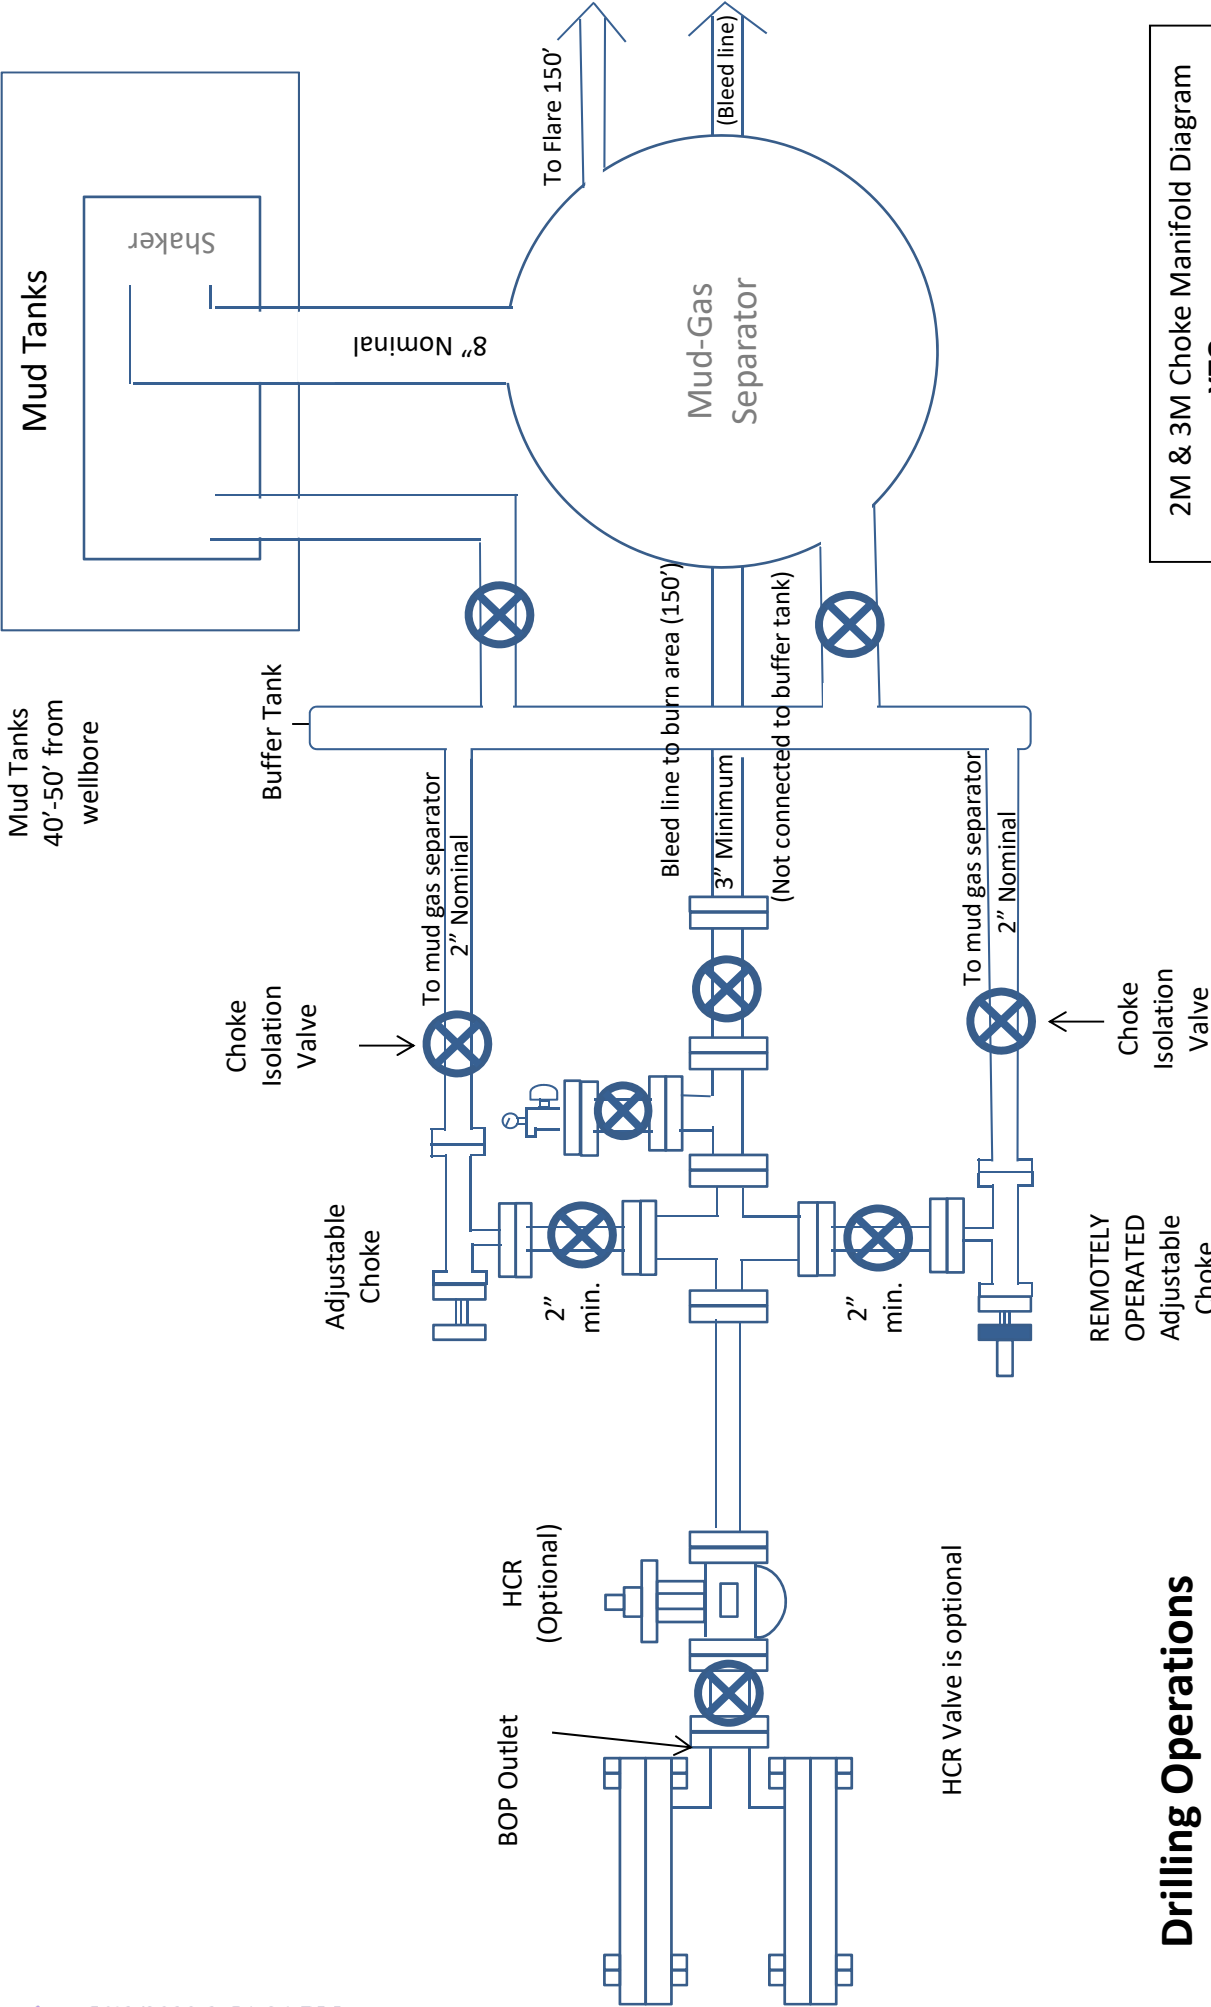 Mud Tanks
40’-50’ from
wellbore
Mud Tanks
Shaker
8” Nominal
To Flare 150’
(Bleed line)
Mud-Gas
Separator
Buffer Tank
Choke
Isolation
Valve
To mud gas separator
2” Nominal
Bleed line to burn area (150’)
3” Minimum
(Not connected to buffer tank)
To mud gas separator
2” Nominal
Choke
Isolation
Valve
Adjustable
Choke
2”
min.
2”
min.
REMOTELY
OPERATED
Adjustable
Choke
HCR
(Optional)
BOP Outlet
HCR Valve is optional
Drilling Operations
2M & 3M Choke Manifold Diagram